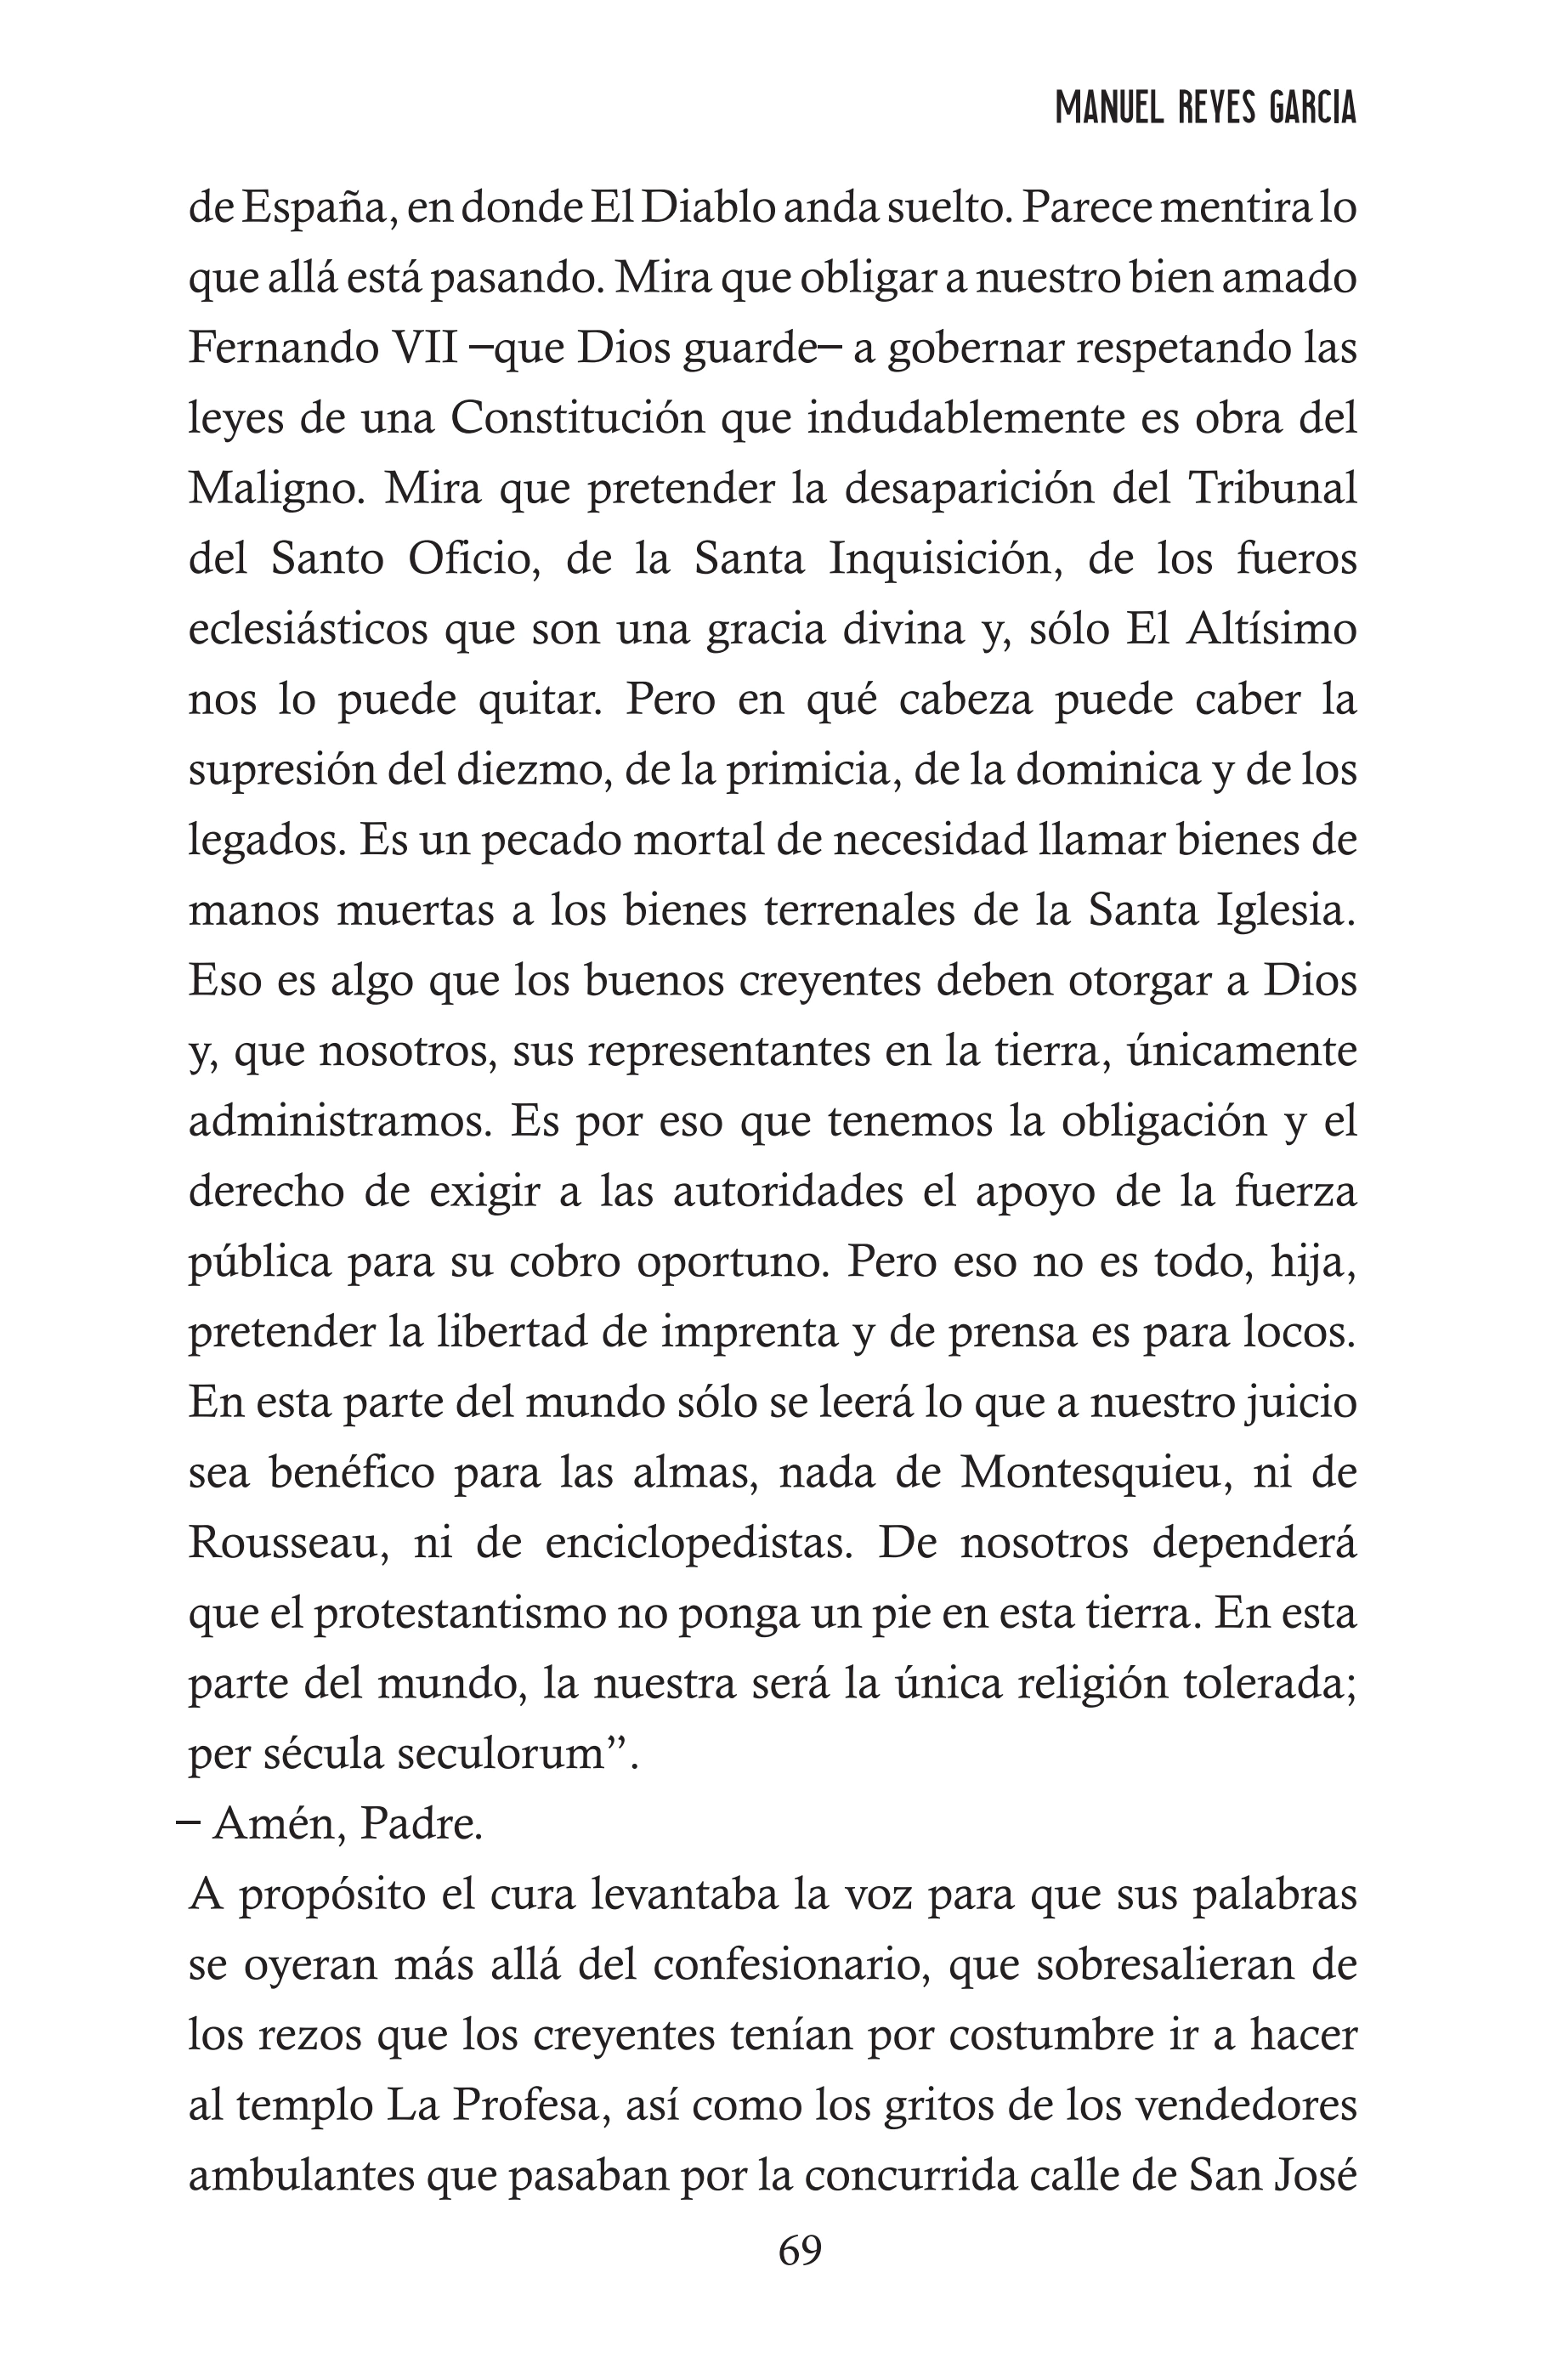 MANUEL REYES GARCIA
de España, en donde El Diablo anda suelto. Parece mentira lo
que allá está pasando. Mira que obligar a nuestro bien amado
Fernando VII –que Dios guarde– a gobernar respetando las
leyes de una Constitución que indudablemente es obra del
Maligno. Mira que pretender la desaparición del Tribunal
del Santo Oficio, de la Santa Inquisición, de los fueros
eclesiásticos que son una gracia divina y, sólo El Altísimo
nos lo puede quitar. Pero en qué cabeza puede caber la
supresión del diezmo, de la primicia, de la dominica y de los
legados. Es un pecado mortal de necesidad llamar bienes de
manos muertas a los bienes terrenales de la Santa Iglesia.
Eso es algo que los buenos creyentes deben otorgar a Dios
y, que nosotros, sus representantes en la tierra, únicamente
administramos. Es por eso que tenemos la obligación y el
derecho de exigir a las autoridades el apoyo de la fuerza
pública para su cobro oportuno. Pero eso no es todo, hija,
pretender la libertad de imprenta y de prensa es para locos.
En esta parte del mundo sólo se leerá lo que a nuestro juicio
sea benéfico para las almas, nada de Montesquieu, ni de
Rousseau, ni de enciclopedistas. De nosotros dependerá
que el protestantismo no ponga un pie en esta tierra. En esta
parte del mundo, la nuestra será la única religión tolerada;
per sécula seculorum”.
– Amén, Padre.
A propósito el cura levantaba la voz para que sus palabras
se oyeran más allá del confesionario, que sobresalieran de
los rezos que los creyentes tenían por costumbre ir a hacer
al templo La Profesa, así como los gritos de los vendedores
ambulantes que pasaban por la concurrida calle de San José
69